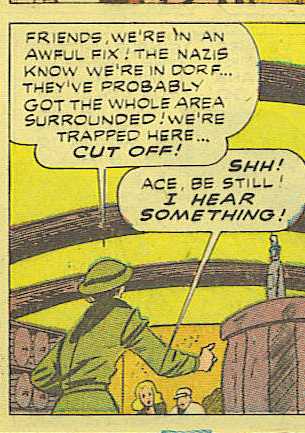 FRIENDS, WE'RE IN AN
AWFUL FIX! THE NAZIS
KNOW WE'RE IN DORF...
THEY'VE PROBABLY
GOT THE WHOLE AREA
SURROUNDED! WE'RE
TRAPPED HERE...
CUT OFF!
SHH!
ACE, BE STILL!
I HEAR
SOMETHING!